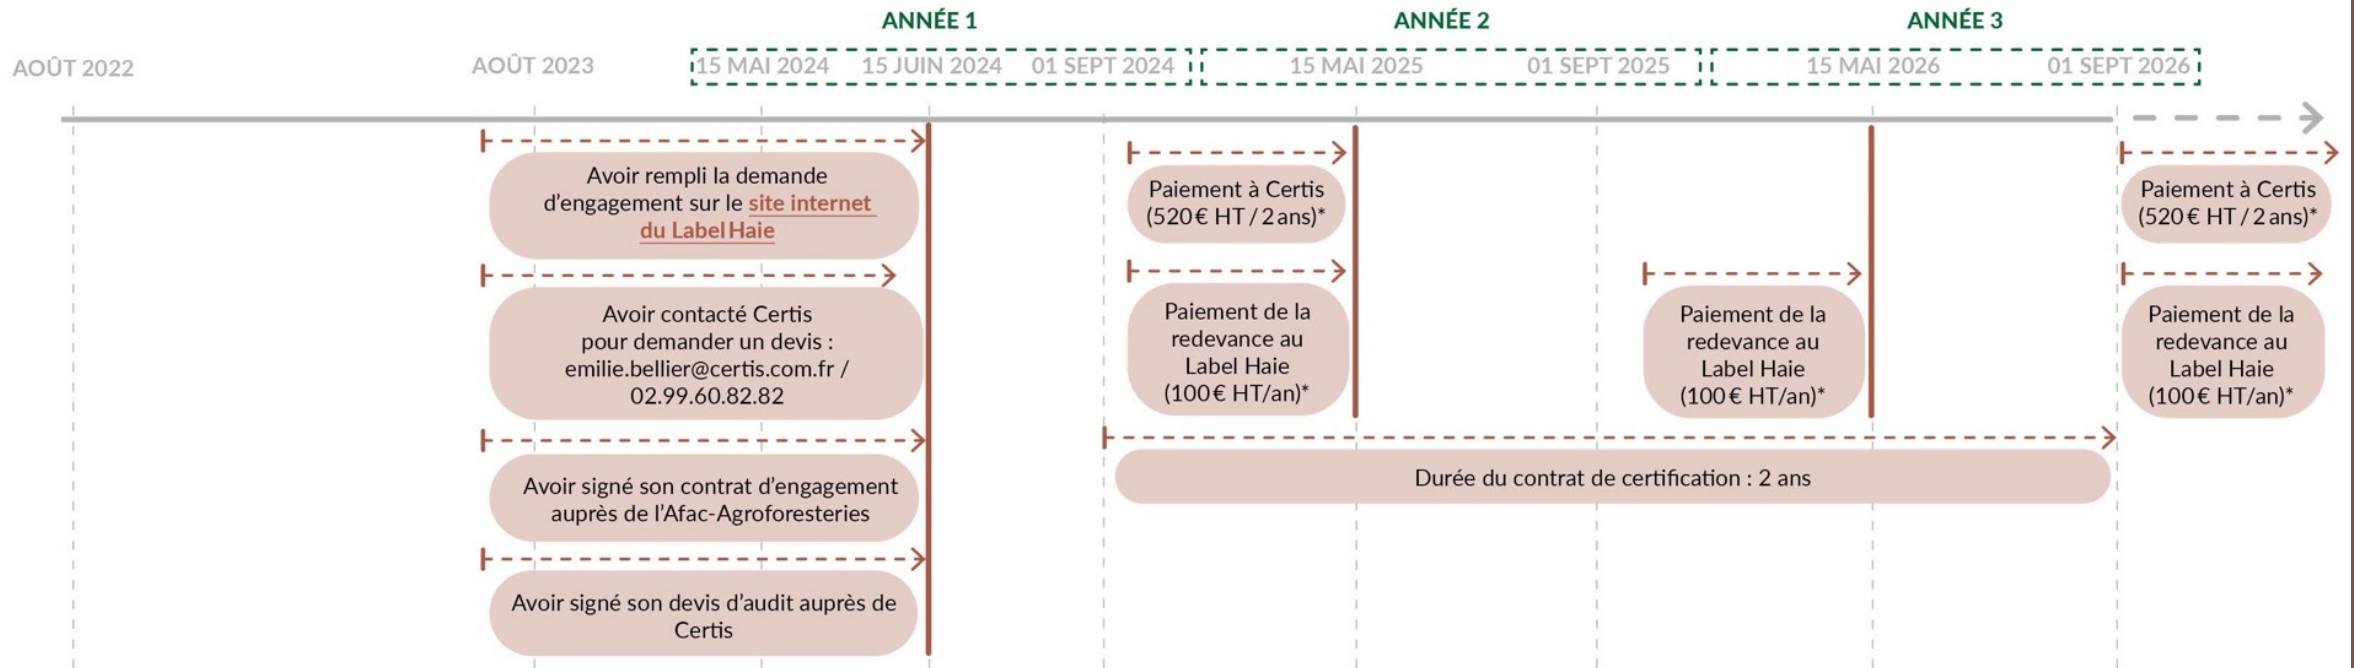 ANNÉE 1
ANNÉE 2
ANNÉE 3
AOÛT 2022
AOÛT 2023
15 MAI 2024
15 JUIN 2024
01 SEPT 2024
15 MAI 2025
01 SEPT 2025
15 MAI 2026
01 SEPT 2026
Avoir rempli la demande
d’engagement sur le site internet
du Label Haie
Avoir contacté Certis
pour demander un devis :
emilie.bellier@certis.com.fr /
02.99.60.82.82
Avoir signé son contrat d’engagement
auprès de l’Afac-Agroforesteries
Avoir signé son devis d’audit auprès de
Certis
Paiement à Certis
(520 € HT / 2 ans)*
Paiement de la
redevance au
Label Haie
(100 € HT/an)*
Paiement de la
redevance au
Label Haie
(100 € HT/an)*
Paiement à Certis
(520 € HT / 2 ans)*
Paiement de la
redevance au
Label Haie
(100 € HT/an)*
Durée du contrat de certification : 2 ans